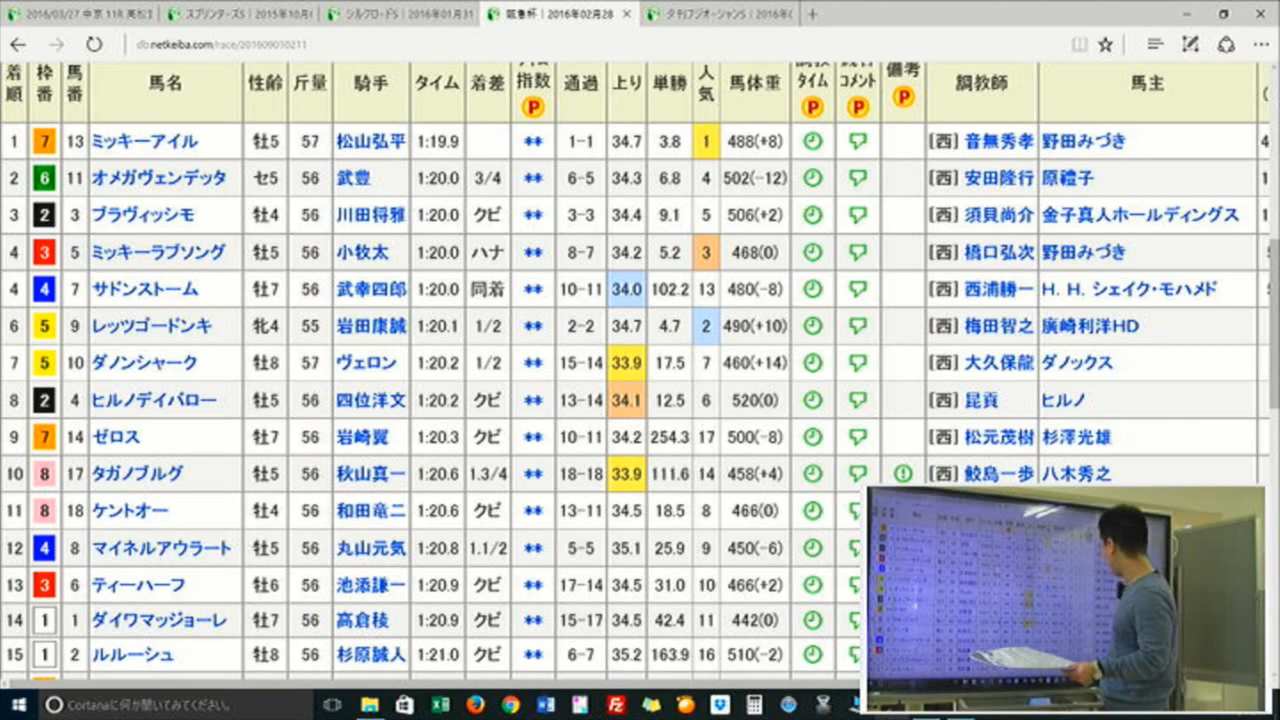 2016/03/27 中京 11R 高松宮
スプリンターズS | 2015年10月
シルクロードS | 2016年01月31
阪急杯 | 2016年02月28
夕刊フジオーシャンS | 2016年
db.netkeiba.com/race/201609010211
着順 枠番 馬番 馬名 性齢 斤量 騎手 タイム 着差 指数 通過 上り 単勝 人気 馬体重 タイム コメント 備考 調教師 馬主
P P P P
1 7 13 ミッキーアイル 牡5 57 松山弘平 1:19.9 ** 1-1 34.7 3.8 1 488(+8) [西] 音無秀孝 野田みづき
2 6 11 オメガヴェンデッタ セ5 56 武豊 1:20.0 3/4 ** 6-5 34.3 6.8 4 502(-12) [西] 安田隆行 原禮子
3 2 3 ブラヴィッシモ 牡4 56 川田将雅 1:20.0 クビ ** 3-3 34.4 9.1 5 506(+2) [西] 須貝尚介 金子真人ホールディングス
4 3 5 ミッキーラブソング 牡5 56 小牧太 1:20.0 ハナ ** 8-7 34.2 5.2 3 468(0) [西] 橋口弘次 野田みづき
4 4 7 サドンストーム 牡7 56 武幸四郎 1:20.0 同着 ** 10-11 34.0 102.2 13 480(-8) [西] 西浦勝一 H. H. シェイク・モハメド
6 5 9 レッツゴードンキ 牝4 55 岩田康誠 1:20.1 1/2 ** 2-2 34.7 4.7 2 490(+10) [西] 梅田智之 廣崎利洋HD
7 5 10 ダノンシャーク 牡8 57 ヴェロン 1:20.2 1/2 ** 15-14 33.9 17.5 7 460(+14) [西] 大久保龍 ダノックス
8 2 4 ヒルノデイバロー 牡5 56 四位洋文 1:20.2 クビ ** 13-14 34.1 12.5 6 520(0) [西] 昆貢 ヒルノ
9 7 14 ゼロス 牡7 56 岩崎翼 1:20.3 クビ ** 10-11 34.2 254.3 17 500(-8) [西] 松元茂樹 杉澤光雄
10 8 17 タガノブルグ 牡5 56 秋山真一 1:20.6 1.3/4 ** 18-18 33.9 111.6 14 458(+4) [西] 鮫島一歩 八木秀之
11 8 18 ケントオー 牡4 56 和田竜二 1:20.6 クビ ** 13-11 34.5 18.5 8 466(0)
12 4 8 マイネルアウラート 牡5 56 丸山元気 1:20.8 1.1/2 ** 5-5 35.1 25.9 9 450(-6)
13 3 6 ティーハーフ 牡6 56 池添謙一 1:20.8 クビ ** 17-14 34.5 31.0 10 466(+2)
14 1 1 ダイワマッジョーレ 牡7 56 高倉稜 1:20.9 クビ ** 15-17 34.5 42.4 11 442(0)
15 1 2 ルルーシュ 牡8 56 杉原誠人 1:21.0 クビ ** 6-7 35.2 163.9 16 510(-2)
Cortanaに何か聞いてみてください。